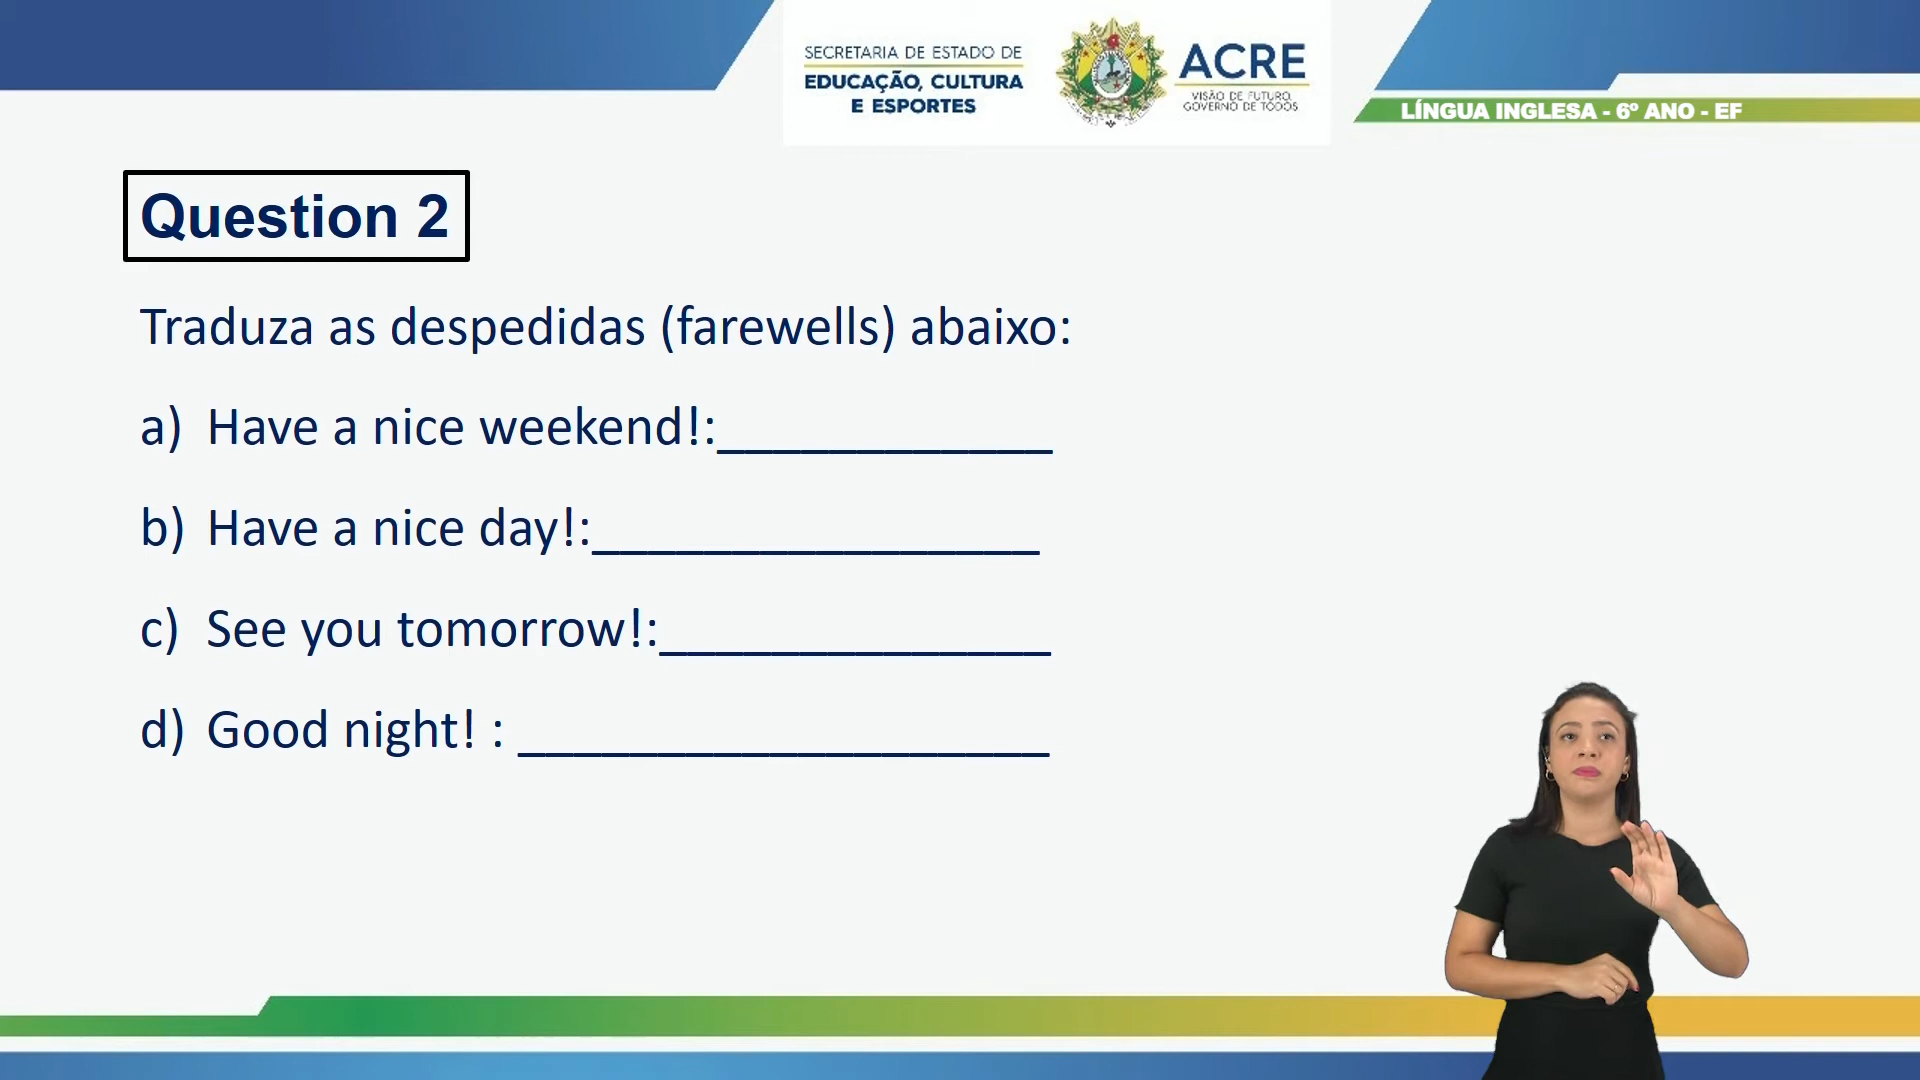 SECRETARIA DE ESTADO DE
EDUCAÇÃO, CULTURA
E ESPORTES
ACRE
VISÃO DE FUTURO,
GOVERNO DE TODOS
LÍNGUA INGLESA - 6º ANO - EF
Question 2
Traduza as despedidas (farewells) abaixo:
a) Have a nice weekend!:____________
b) Have a nice day!:________________
c) See you tomorrow!:______________
d) Good night! : ___________________